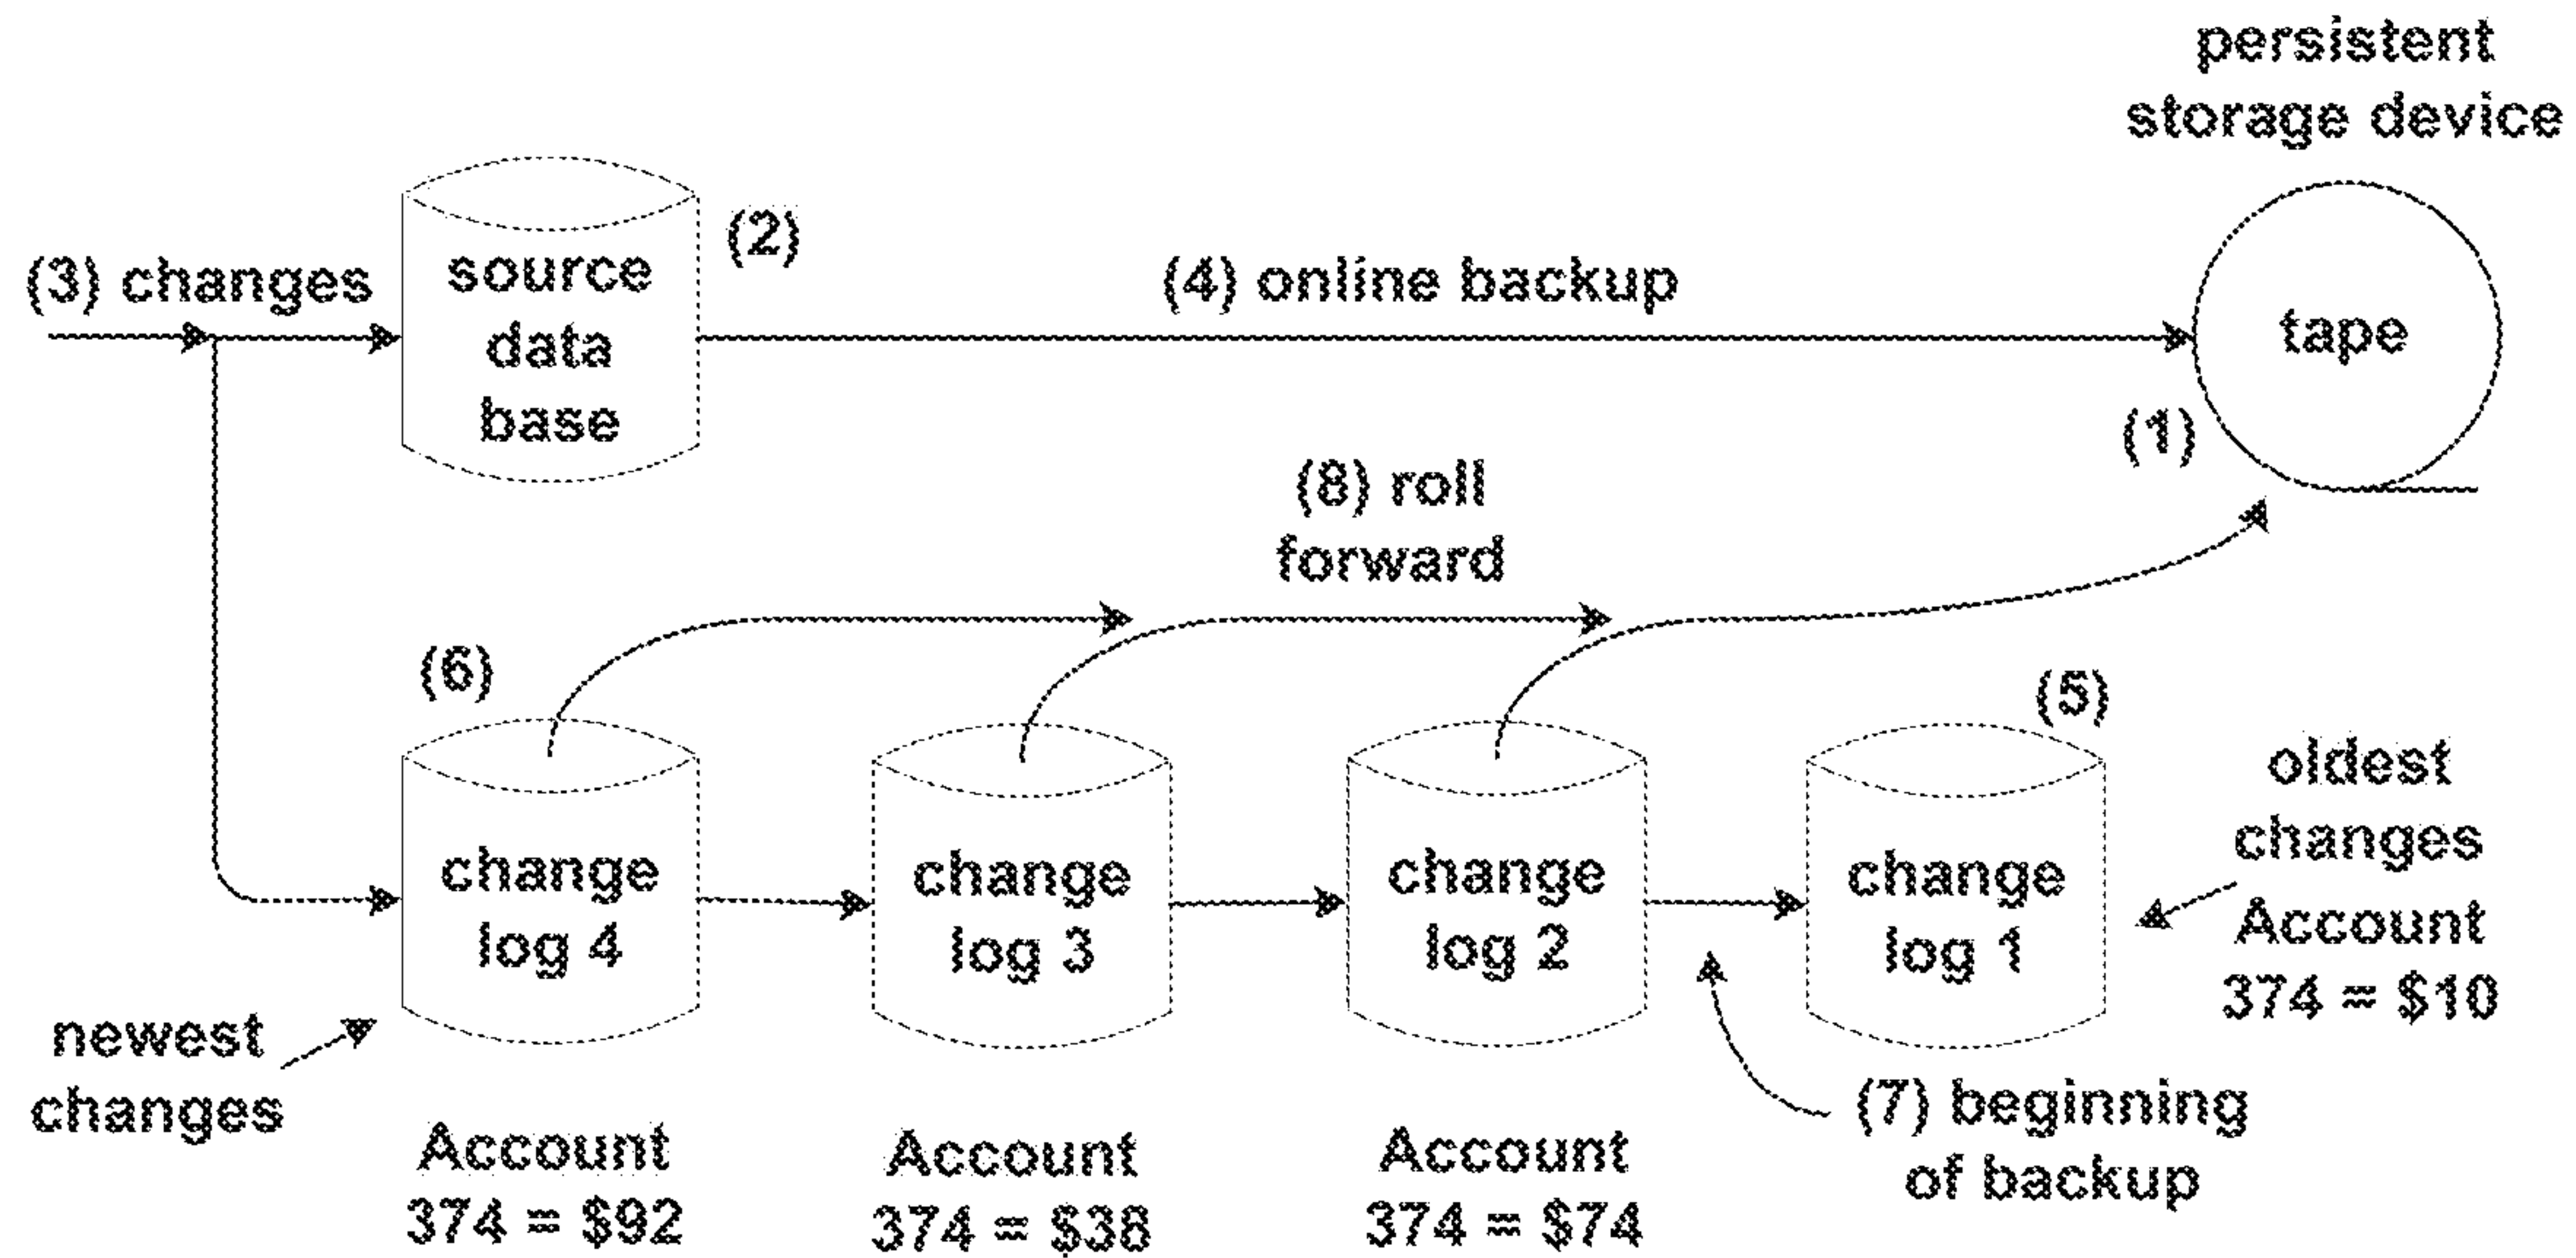 persistent
storage device
(2)
(3) changes
source
data
base
(4) online backup
tape
(1)
(8) roll
forward
(6)
(5)
oldest
changes
Account
374 = $10
change
log 4
change
log 3
change
log 2
change
log 1
newest
changes
(7) beginning
of backup
Account
374 = $92
Account
374 = $38
Account
374 = $74